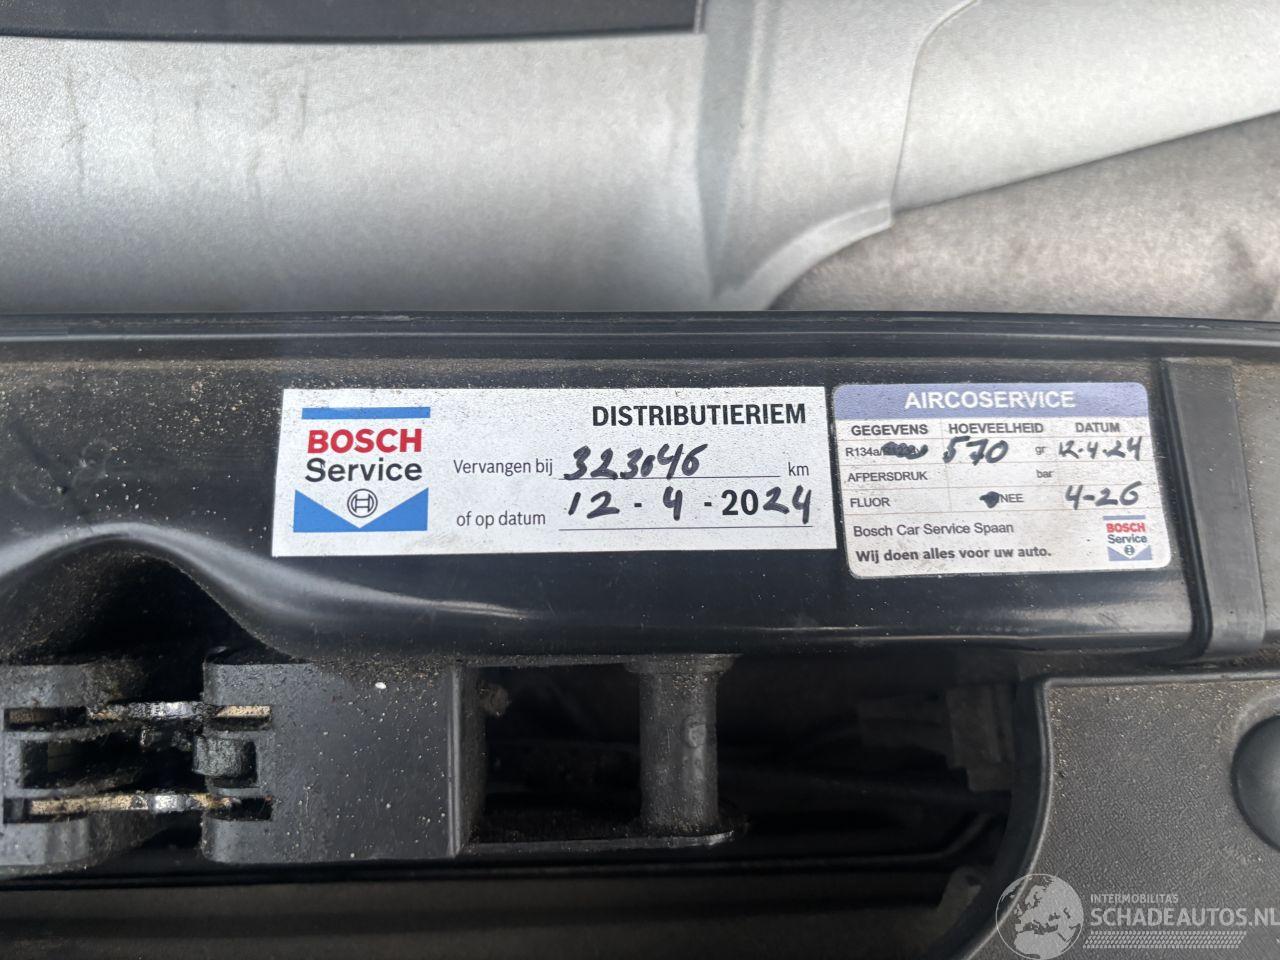 DISTRIBUTIERIEM
BOSCH
Service
Vervangen bij 323.046 km
of op datum 12 - 4 - 2024
AIRCOSERVICE
GEGEVENS HOEVEELHEID DATUM
R134a/ 570 gr 12-4-24
AFPERSDRUK bar
FLUOR NEE 4-26
Bosch Car Service Spaan
Wij doen alles voor uw auto.
BOSCH
Service
INTERMOBILITAS
SCHADEAUTOS.NL